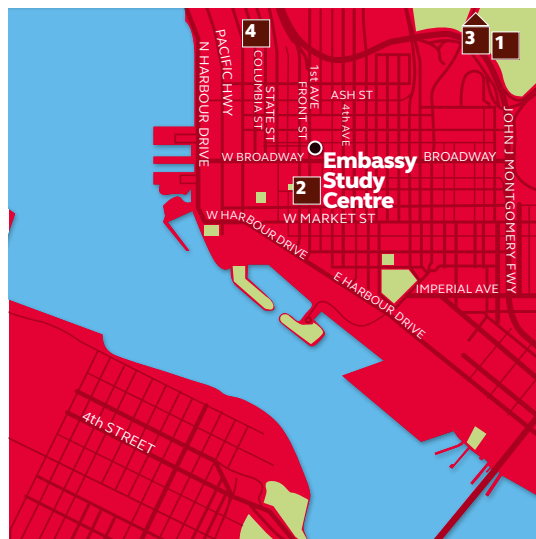 4
3
1
N HARBOUR DRIVE
PACIFIC HWY
COLUMBIA ST
STATE ST
FRONT ST
1st AVE
4th AVE
ASH ST
JOHN J MONTGOMERY FWY
W BROADWAY
BROADWAY
Embassy
Study
Centre
2
W HARBOUR DRIVE
W MARKET ST
E HARBOUR DRIVE
IMPERIAL AVE
4th STREET